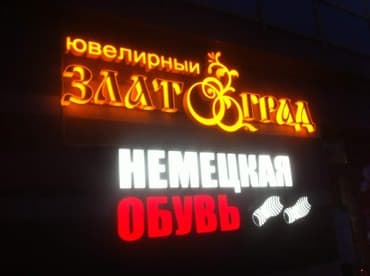 ювелирный
ЗЛАТОГРАД
НЕМЕЦКАЯ
ОБУВЬ